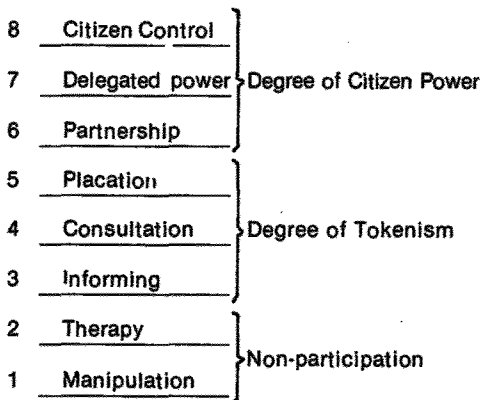 8 Citizen Control
7 Delegated power Degree of Citizen Power
6 Partnership
5 Placation
4 Consultation Degree of Tokenism
3 Informing
2 Therapy
Non-participation
1 Manipulation